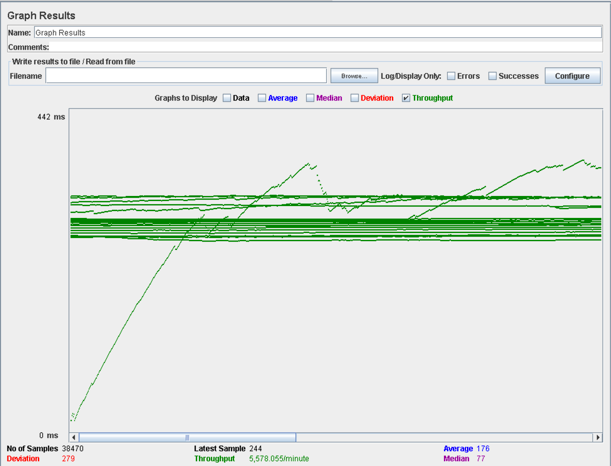 Graph Results
Name: Graph Results
Comments:
Write results to file / Read from file
Filename Browse... Log/Display Only: Errors Successes Configure
Graphs to Display Data Average Median Deviation Throughput
442 ms
0 ms
No of Samples 38470 Latest Sample 244 Average 176
Deviation 279 Throughput 5,578.055/minute Median 77